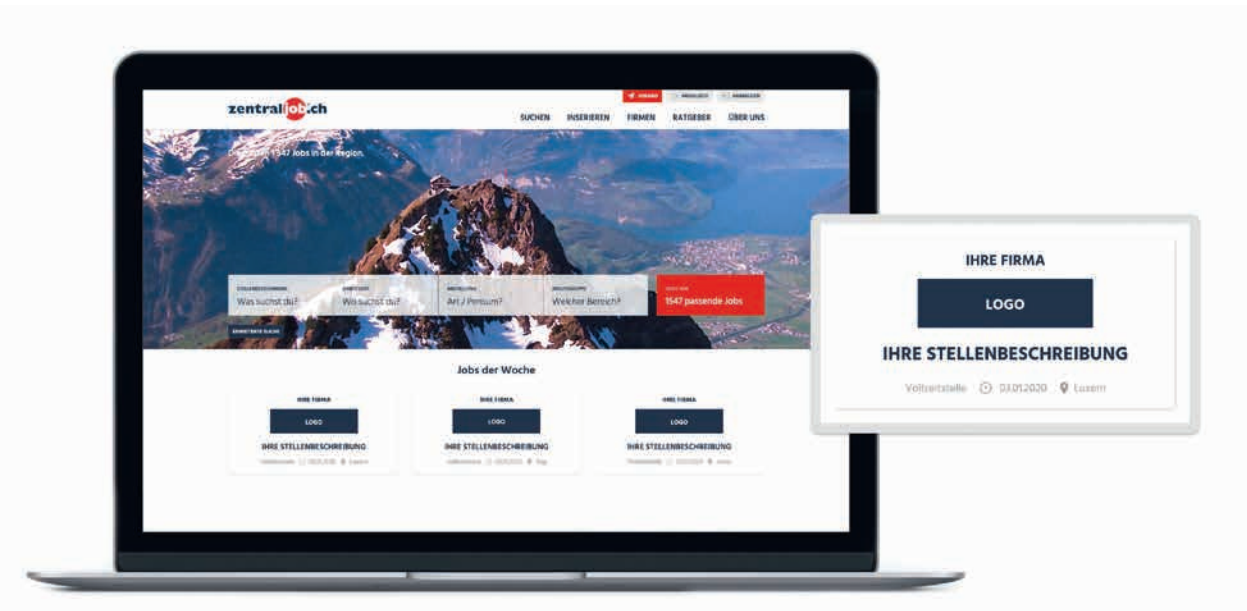 zentraljob.ch
SUCHEN INSERIEREN FIRMEN RATGEBER ÜBER UNS
1547 Jobs in der Region.
Was suchst du? Wo suchst du? Art / Pensum? Welcher Bereich? 1547 passende Jobs
ERWEITERTE SUCHE
Jobs der Woche
IHRE FIRMA IHRE FIRMA IHRE FIRMA
LOGO LOGO LOGO
IHRE STELLENBESCHREIBUNG IHRE STELLENBESCHREIBUNG IHRE STELLENBESCHREIBUNG
IHRE FIRMA
LOGO
IHRE STELLENBESCHREIBUNG
Vollzeitstelle 03.01.2020 Luzern